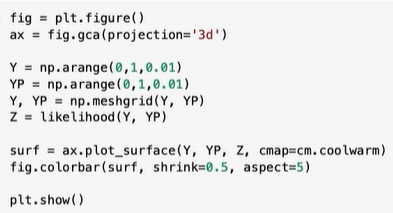 fig = plt.figure()
ax = fig.gca(projection='3d')
Y = np.arange(0,1,0.01)
YP = np.arange(0,1,0.01)
Y, YP = np.meshgrid(Y, YP)
Z = likelihood(Y, YP)
surf = ax.plot_surface(Y, YP, Z, cmap=cm.coolwarm)
fig.colorbar(surf, shrink=0.5, aspect=5)
plt.show()